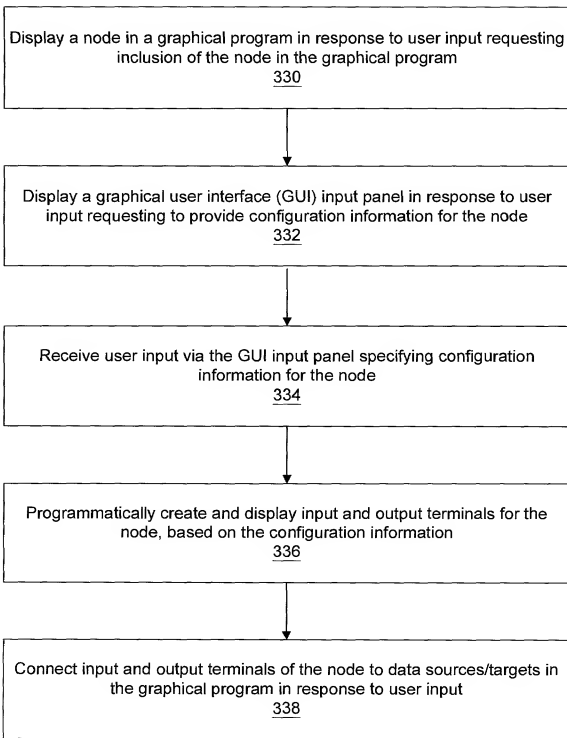 Display a node in a graphical program in response to user input requesting
inclusion of the node in the graphical program
330
Display a graphical user interface (GUI) input panel in response to user
input requesting to provide configuration information for the node
332
Receive user input via the GUI input panel specifying configuration
information for the node
334
Programmatically create and display input and output terminals for the
node, based on the configuration information
336
Connect input and output terminals of the node to data sources/targets in
the graphical program in response to user input
338